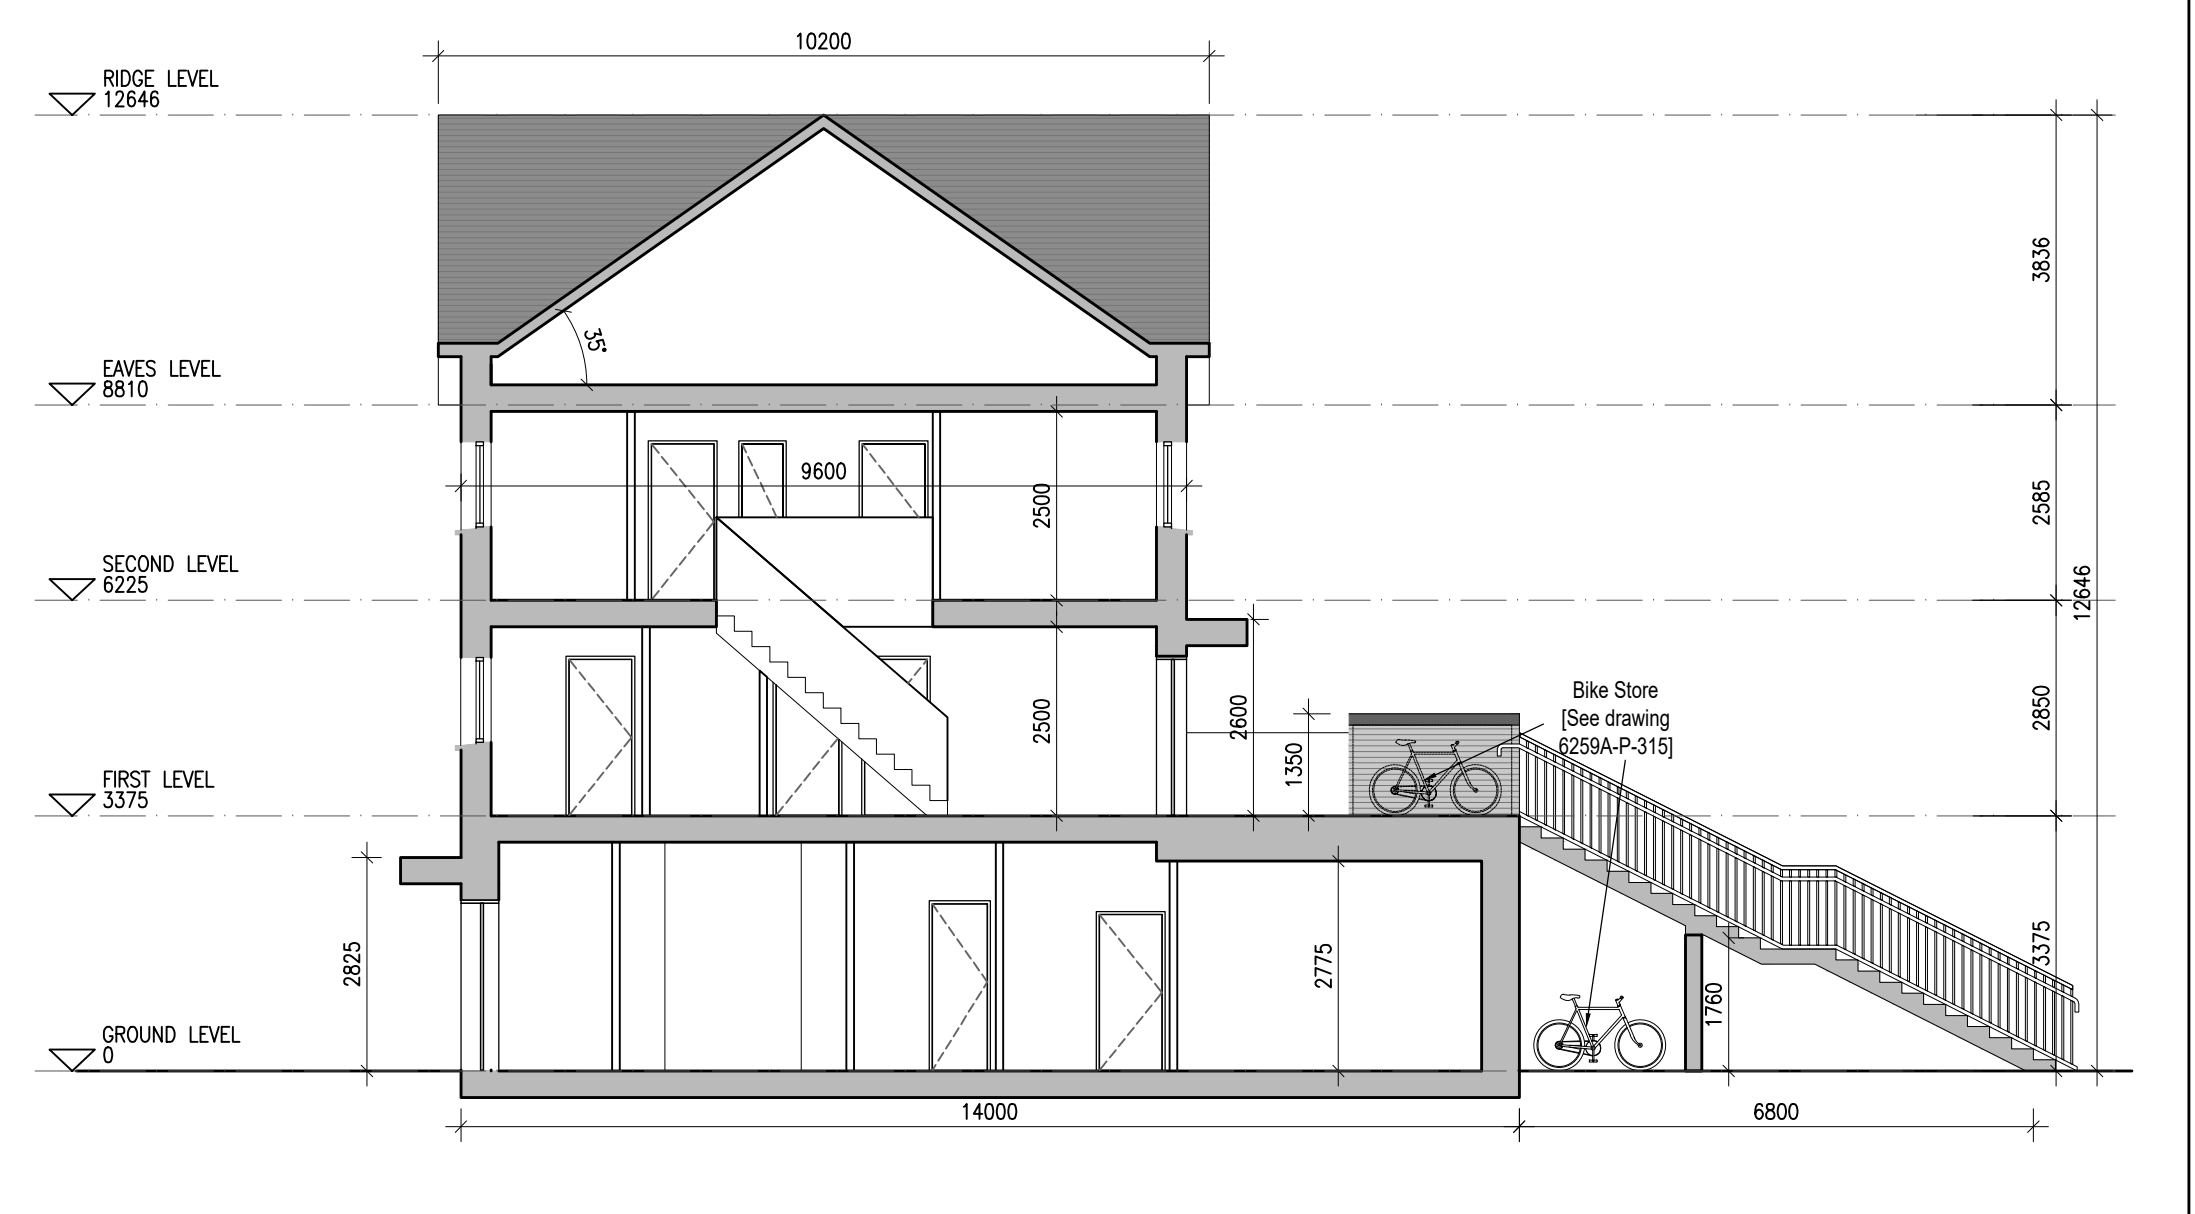 10200
RIDGE LEVEL
12646
3836
35°
EAVES LEVEL
8810
9600
2500
2585
SECOND LEVEL
6225
12646
2600
2500
1350
Bike Store
[See drawing
6259A-P-315]
2850
FIRST LEVEL
3375
2825
2775
1760
3375
GROUND LEVEL
0
14000
6800